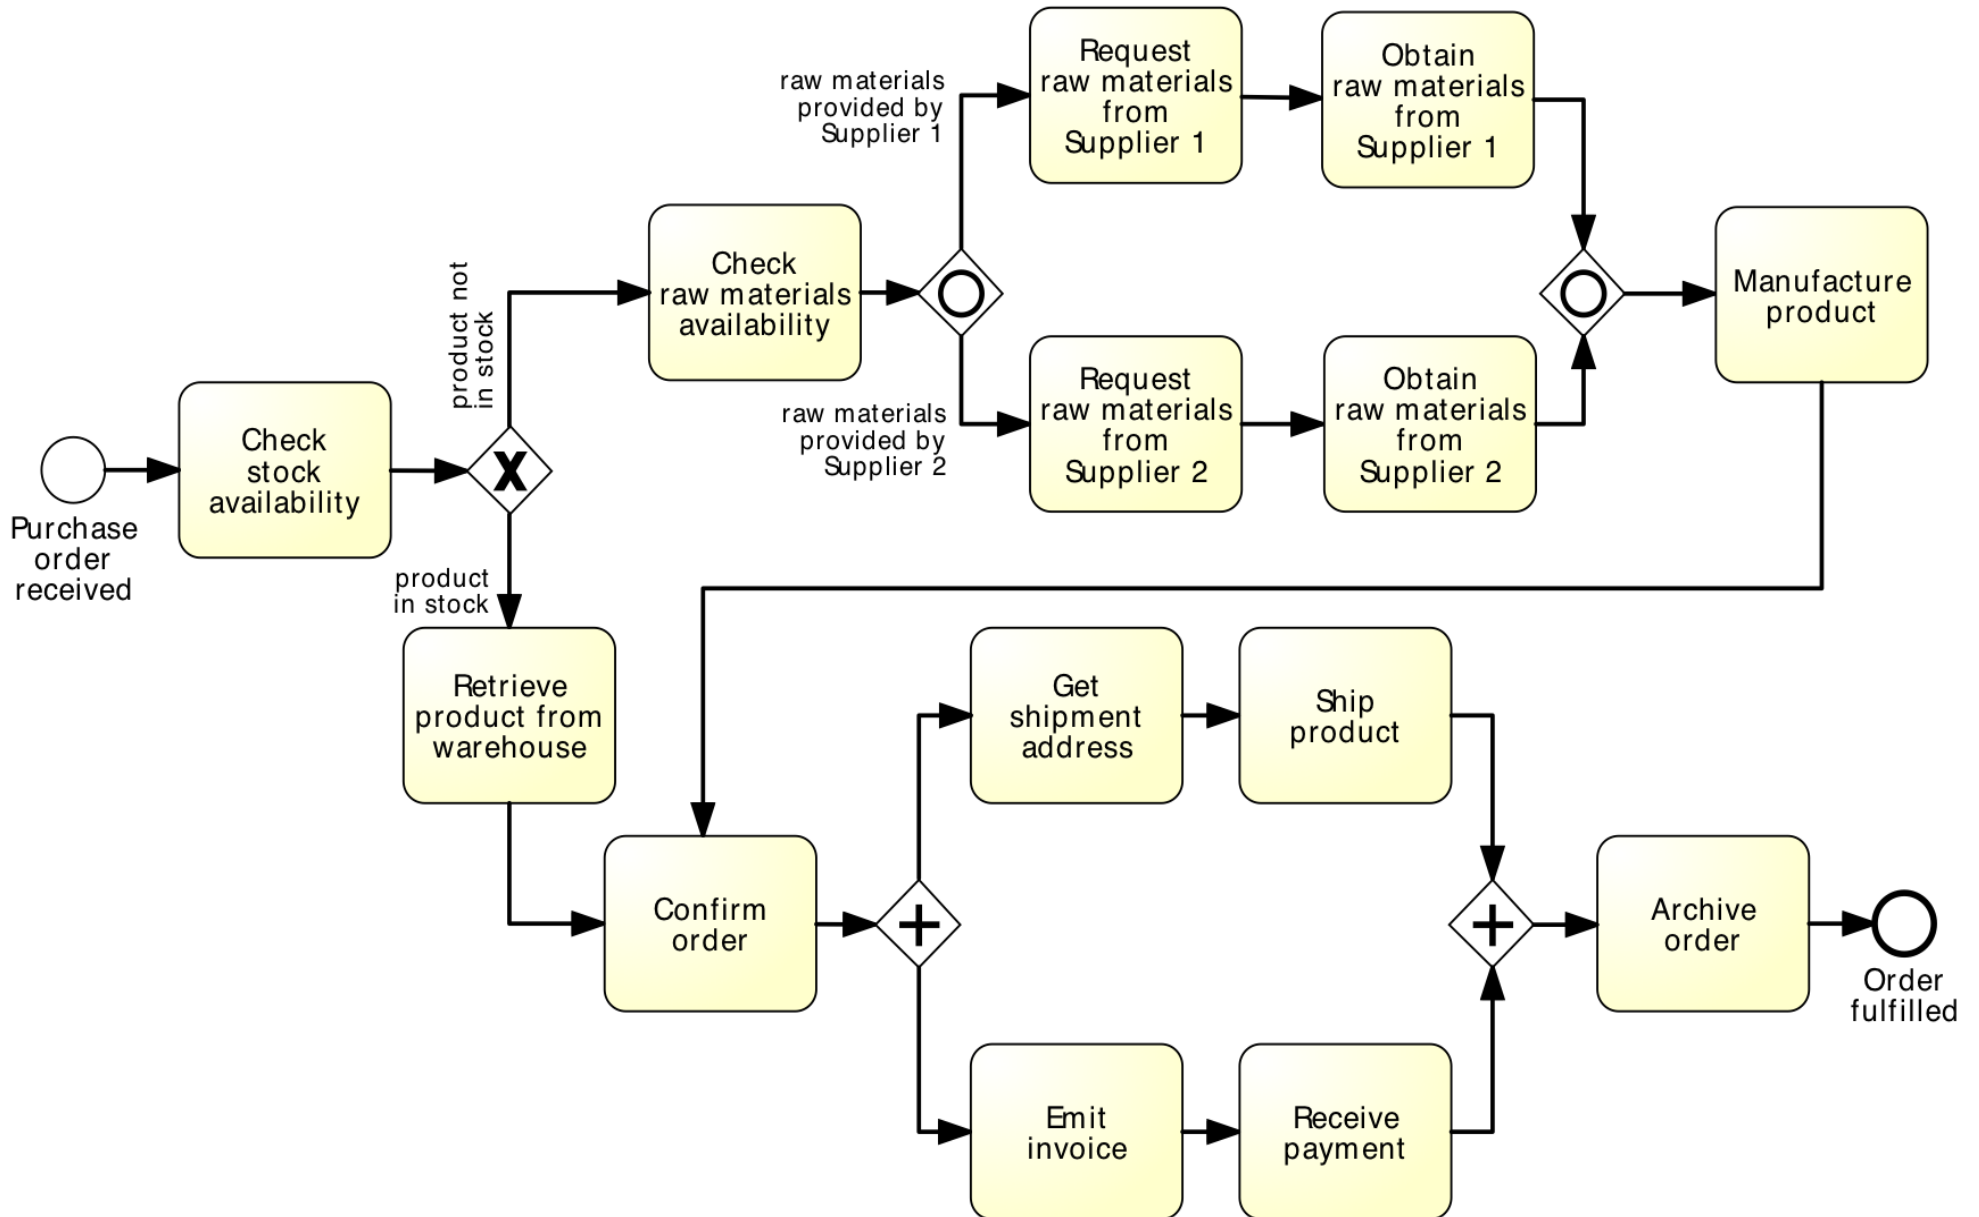 Request
raw materials
from
Supplier 1
Obtain
raw materials
from
Supplier 1
raw materials
provided by
Supplier 1
Check
raw materials
availability
Manufacture
product
product not
in stock
Request
raw materials
from
Supplier 2
Obtain
raw materials
from
Supplier 2
raw materials
provided by
Supplier 2
Check
stock
availability
X
Purchase
order
received
product
in stock
Retrieve
product from
warehouse
Get
shipment
address
Ship
product
Confirm
order
Archive
order
Order
fulfilled
Emit
invoice
Receive
payment